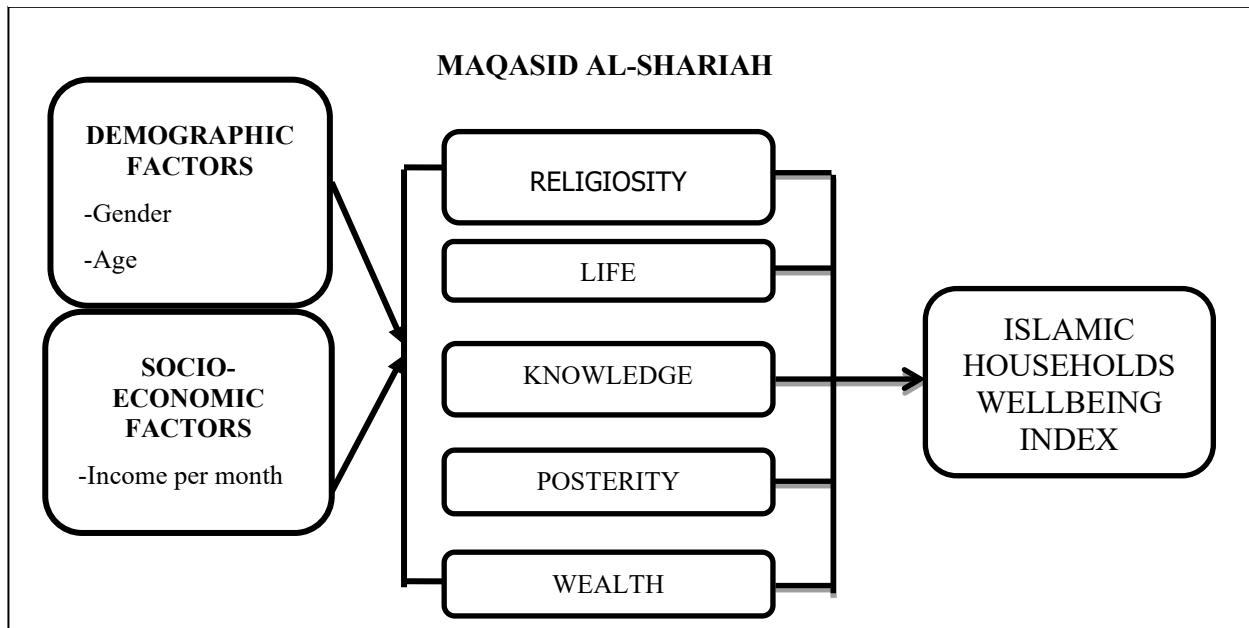 MAQASID AL-SHARIAH
DEMOGRAPHIC
FACTORS
-Gender
-Age
SOCIO-
ECONOMIC
FACTORS
-Income per month
RELIGIOSITY
LIFE
KNOWLEDGE
POSTERITY
WEALTH
ISLAMIC
HOUSEHOLDS
WELLBEING
INDEX